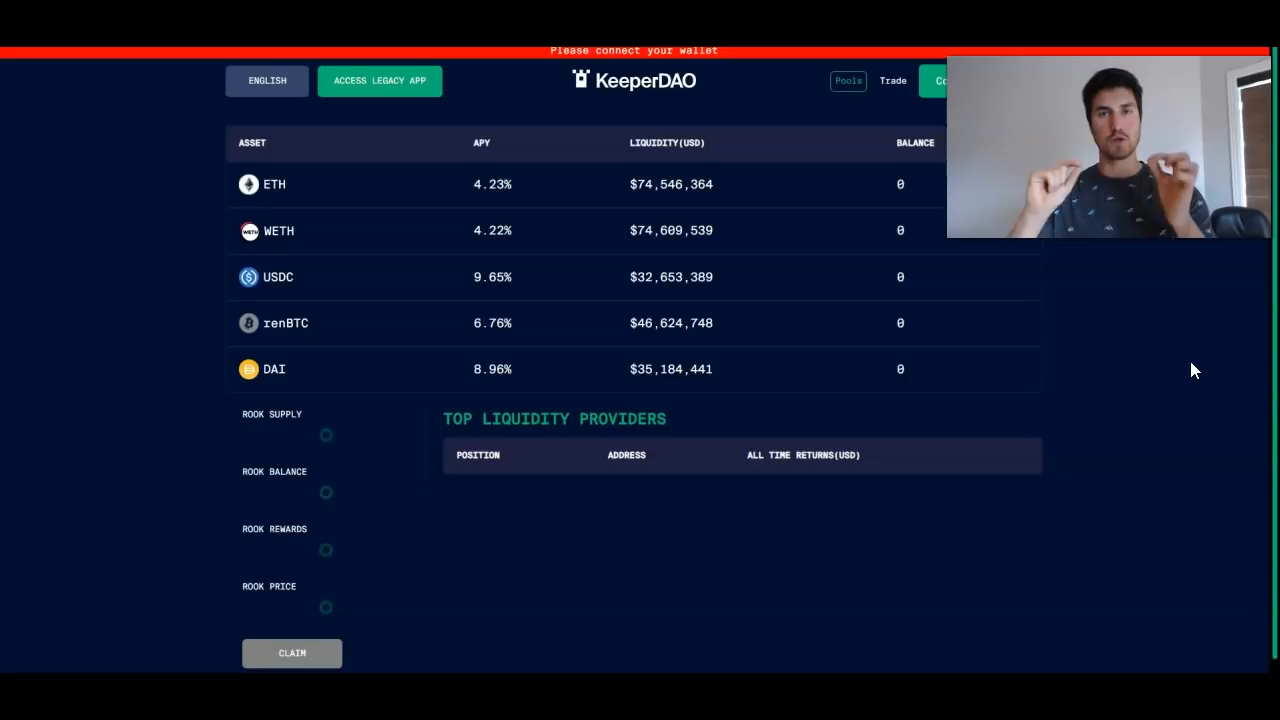 Please connect your wallet
ENGLISH ACCESS LEGACY APP KeeperDAO Pools Trade
ASSET APY LIQUIDITY(USD) BALANCE
ETH 4.23% $74,546,364 0
WETH WETH 4.22% $74,609,539 0
USDC 9.65% $32,653,389 0
renBTC 6.76% $46,624,748 0
DAI 8.96% $35,184,441 0
ROOK SUPPLY
TOP LIQUIDITY PROVIDERS
POSITION ADDRESS ALL TIME RETURNS(USD)
ROOK BALANCE
ROOK REWARDS
ROOK PRICE
CLAIM